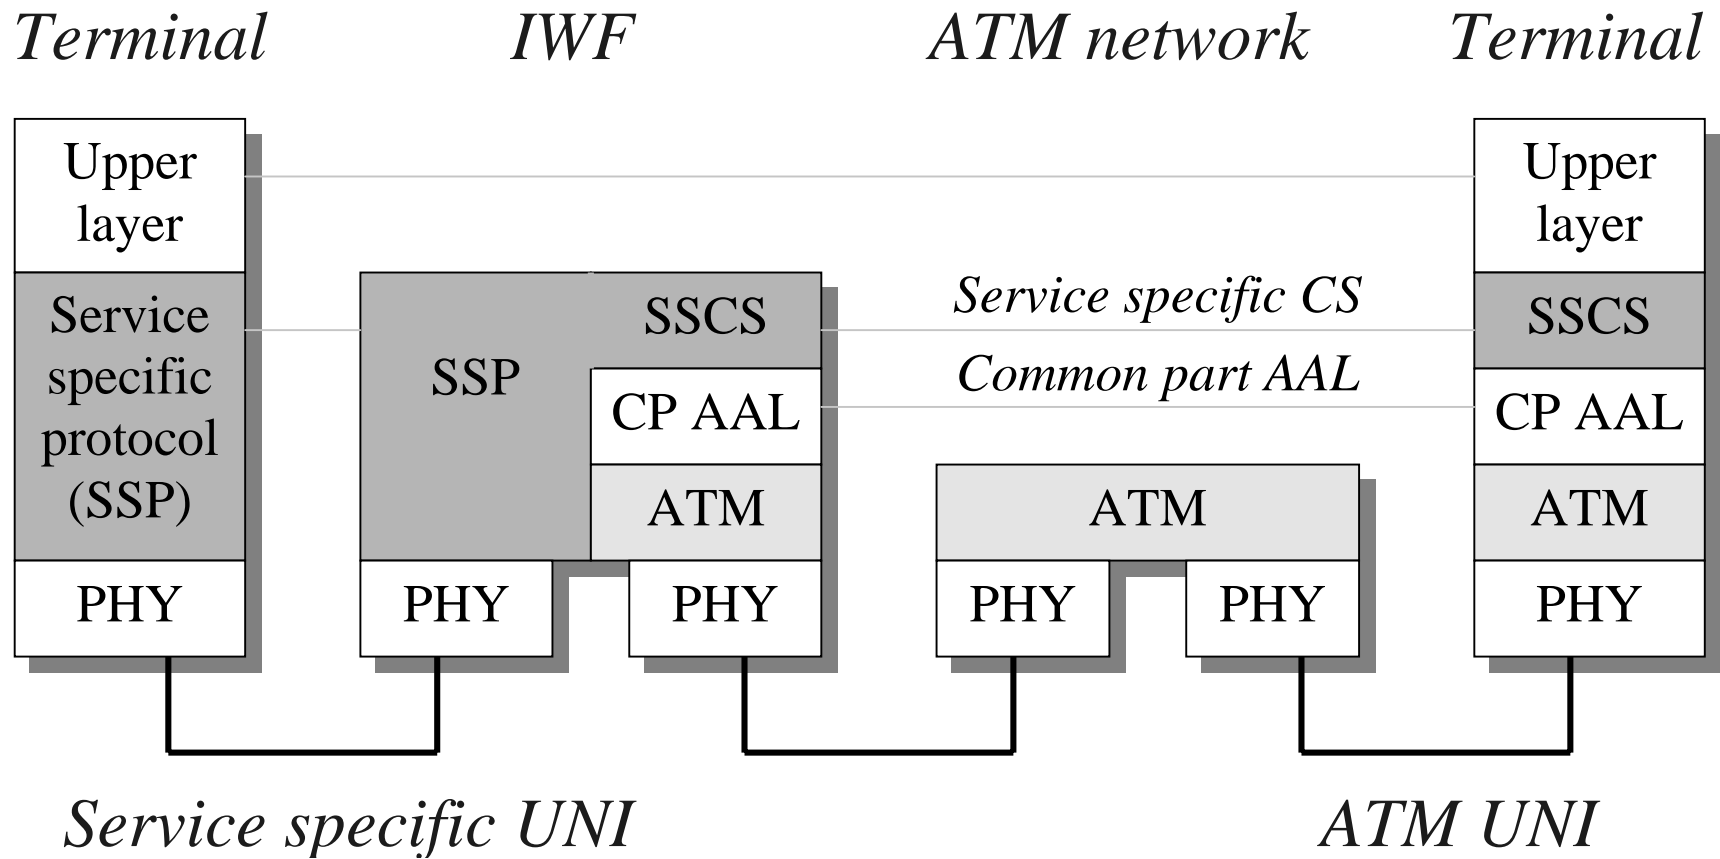 Terminal
IWF
ATM network
Terminal
Upper
layer
Service
specific
protocol
(SSP)
PHY
SSP
SSCS
CP AAL
ATM
PHY
PHY
Service specific CS
Common part AAL
ATM
PHY
PHY
Upper
layer
SSCS
CP AAL
ATM
PHY
Service specific UNI
ATM UNI